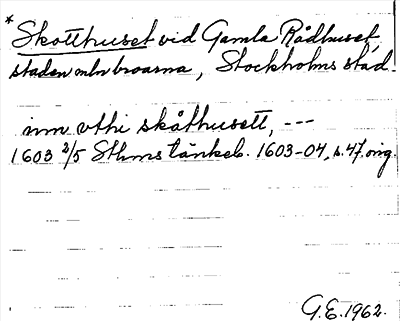 * Skotthuset vid Gamla Rådhuset,
staden mln broarna, Stockholms stad.
inn vthi skåthusett, ---
1603 2/5 Sthms tänkeb. 1603-04, s. 47. orig.
G.E. 1962.